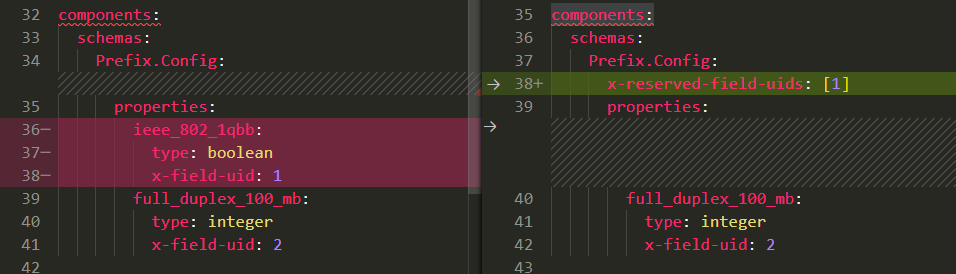 32 components:
33 schemas:
34 Prefix.Config:
35 properties:
36- ieee_802_1qbb:
37- type: boolean
38- x-field-uid: 1
39 full_duplex_100_mb:
40 type: integer
41 x-field-uid: 2
42
35 components:
36 schemas:
37 Prefix.Config:
→ 38+ x-reserved-field-uids: [1]
39 properties:
→
40 full_duplex_100_mb:
41 type: integer
42 x-field-uid: 2
43